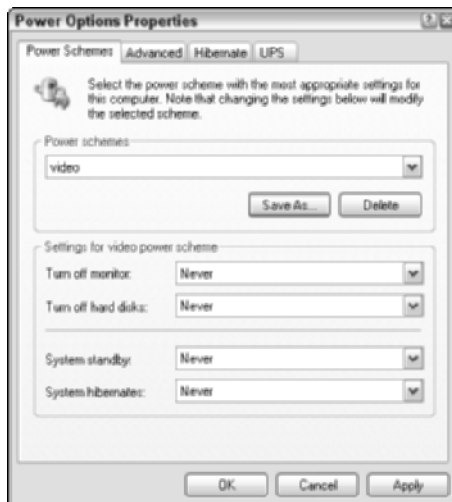 Power Options Properties
Power Schemes Advanced Hibernate UPS
Select the power scheme with the most appropriate settings for
this computer. Note that changing the settings below will modify
the selected scheme.
Power schemes
video
Save As... Delete
Settings for video power scheme
Turn off monitor: Never
Turn off hard disks: Never
System standby: Never
System hibernates: Never
OK Cancel Apply